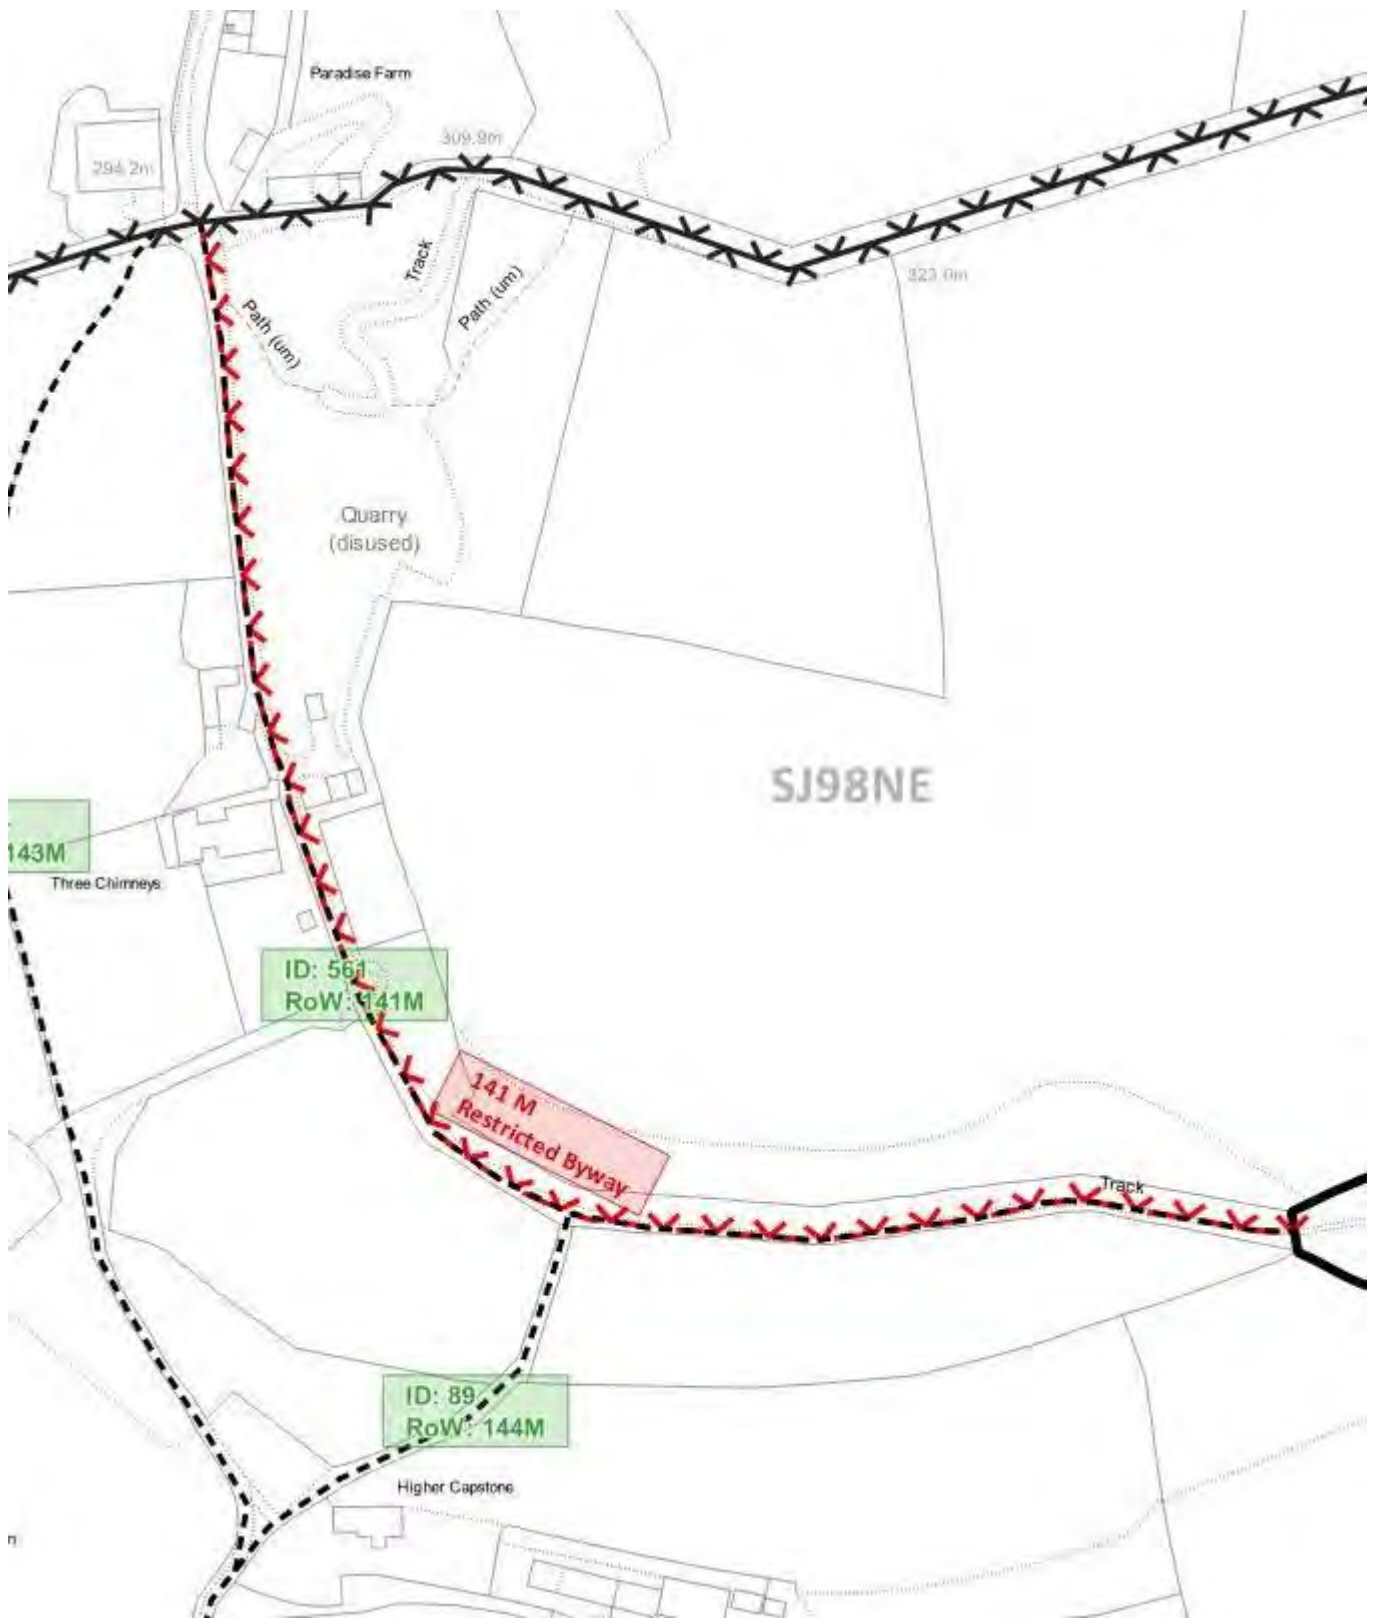 Paradise Farm
294.2m
309.9m
Track
Path (um)
Path (um)
323.0m
Quarry
(disused)
SJ98NE
143M
Three Chimneys
ID: 561
RoW: 141M
141 M
Restricted Byway
Track
ID: 89
RoW: 144M
Higher Capstone
n